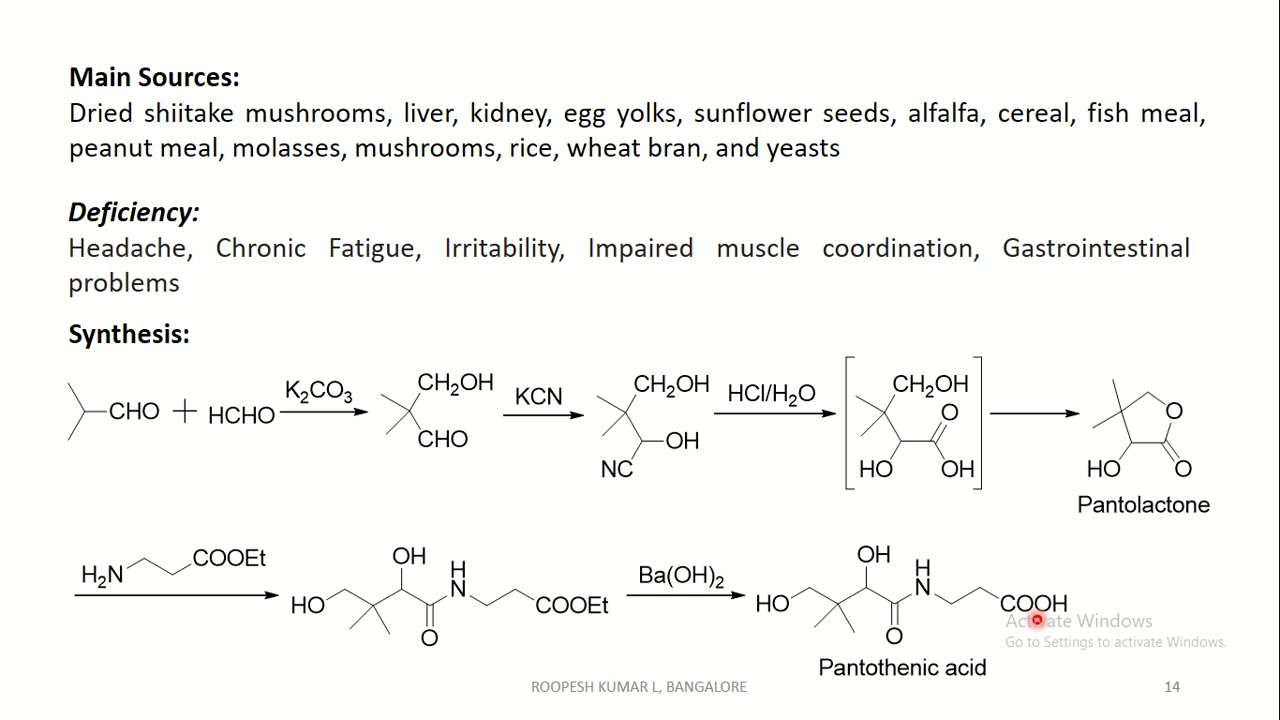 Main Sources:
Dried shiitake mushrooms, liver, kidney, egg yolks, sunflower seeds, alfalfa, cereal, fish meal,
peanut meal, molasses, mushrooms, rice, wheat bran, and yeasts
Deficiency:
Headache, Chronic Fatigue, Irritability, Impaired muscle coordination, Gastrointestinal
problems
Synthesis:
CHO + HCHO K₂CO₃ CH₂OH CHO KCN CH₂OH OH NC HCl/H₂O CH₂OH O HO OH O HO O
Pantolactone
H₂N COOEt HO OH O H N COOEt Ba(OH)₂ HO OH O H N COOH
Activate Windows
Go to Settings to activate Windows.
Pantothenic acid
ROOPESH KUMAR L, BANGALORE 14